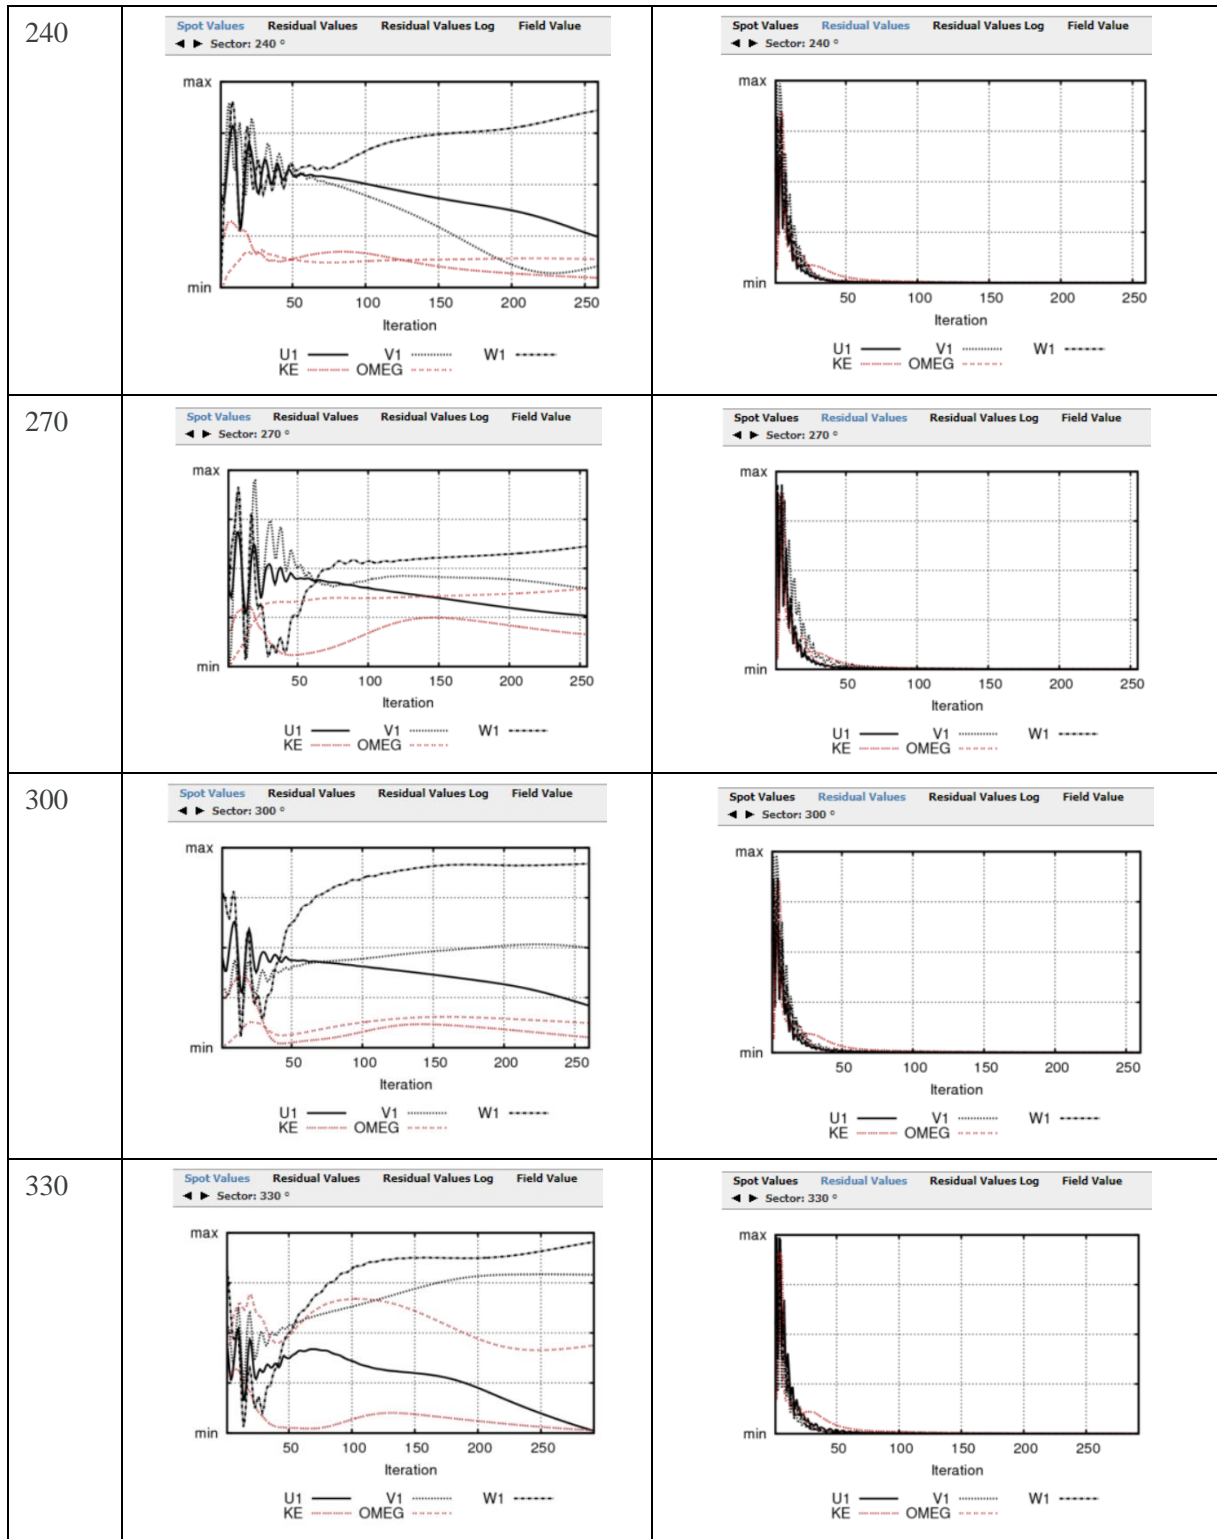 240
Spot Values Residual Values Residual Values Log Field Value
◄ ► Sector: 240 °
max
min
50 100 150 200 250
Iteration
U1 V1 W1
KE OMEG
Spot Values Residual Values Residual Values Log Field Value
◄ ► Sector: 240 °
max
min
50 100 150 200 250
Iteration
U1 V1 W1
KE OMEG
270
Spot Values Residual Values Residual Values Log Field Value
◄ ► Sector: 270 °
max
min
50 100 150 200 250
Iteration
U1 V1 W1
KE OMEG
Spot Values Residual Values Residual Values Log Field Value
◄ ► Sector: 270 °
max
min
50 100 150 200 250
Iteration
U1 V1 W1
KE OMEG
300
Spot Values Residual Values Residual Values Log Field Value
◄ ► Sector: 300 °
max
min
50 100 150 200 250
Iteration
U1 V1 W1
KE OMEG
Spot Values Residual Values Residual Values Log Field Value
◄ ► Sector: 300 °
max
min
50 100 150 200 250
Iteration
U1 V1 W1
KE OMEG
330
Spot Values Residual Values Residual Values Log Field Value
◄ ► Sector: 330 °
max
min
50 100 150 200 250
Iteration
U1 V1 W1
KE OMEG
Spot Values Residual Values Residual Values Log Field Value
◄ ► Sector: 330 °
max
min
50 100 150 200 250
Iteration
U1 V1 W1
KE OMEG